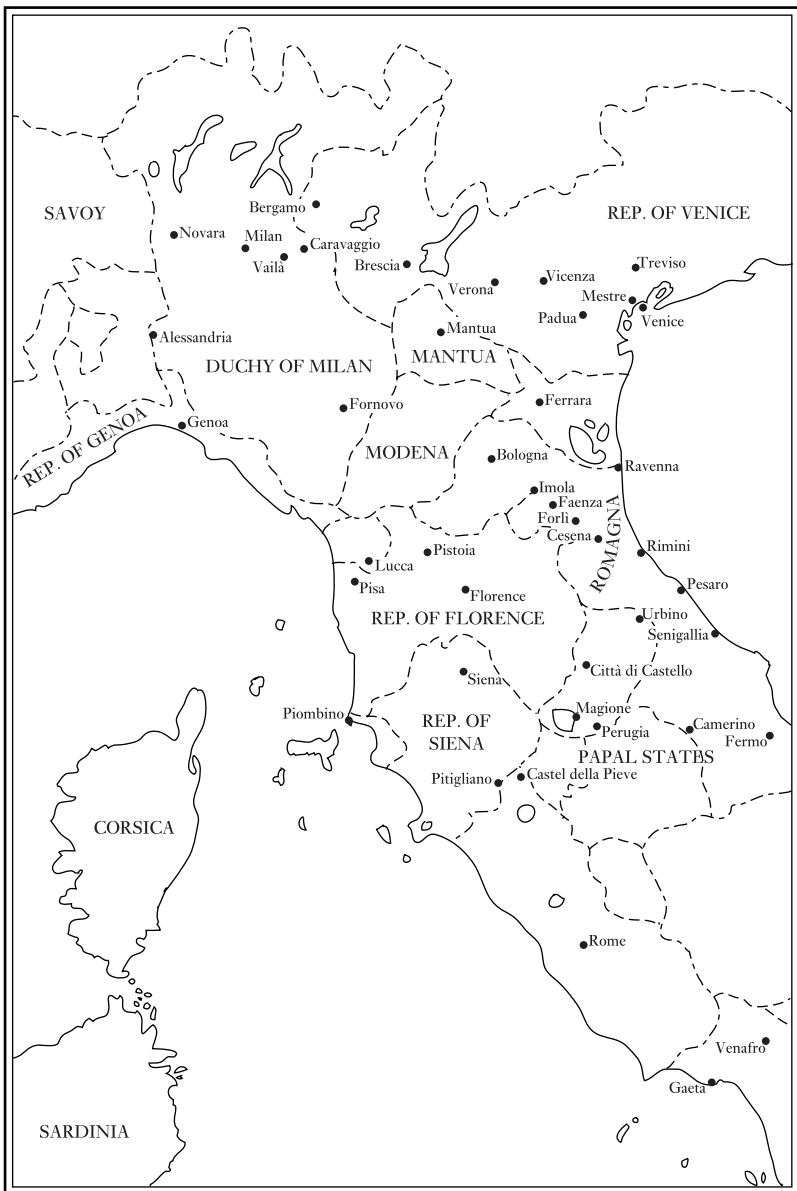 SAVOY
Bergamo
REP. OF VENICE
Novara
Milan
Caravaggio
Vailà
Brescia
Treviso
Vicenza
Verona
Mestre
Padua
Venice
Alessandria
Mantua
MANTUA
DUCHY OF MILAN
Fornovo
Ferrara
REP. OF GENOA
Genoa
MODENA
Bologna
Ravenna
Imola
Faenza
Forlì
Cesena
ROMAGNA
Rimini
Pistoia
Lucca
Pisa
Florence
Pesaro
REP. OF FLORENCE
Urbino
Senigallia
Siena
Città di Castello
Piombino
REP. OF
SIENA
Magione
Perugia
Camerino
Fermo
PAPAL STATES
Pitigliano
Castel della Pieve
CORSICA
Rome
Venafro
Gaeta
SARDINIA